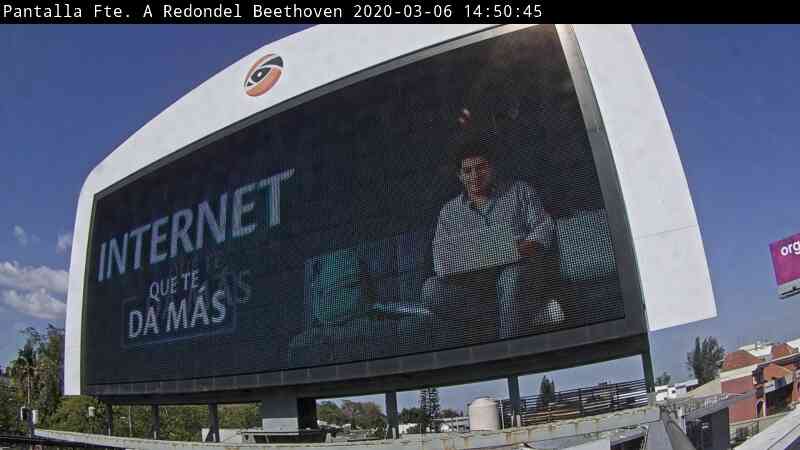 Pantalla Fte. A Redondel Beethoven 2020-03-06 14:50:45
INTERNET
QUE TE
DA MÁS
org